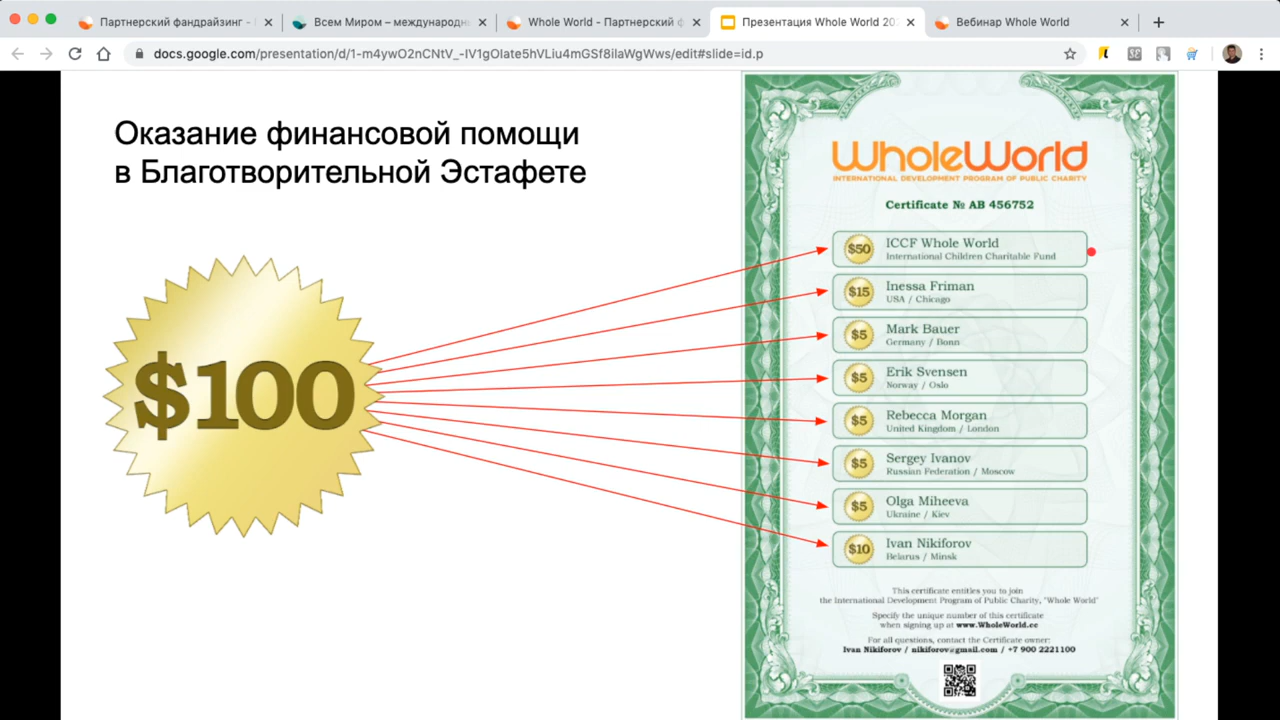 Партнерский фандрайзинг -
Всем Миром – международн
Whole World - Партнерский ф
Презентация Whole World 20
Вебинар Whole World
docs.google.com/presentation/d/1-m4ywO2nCNtV_-IV1gOIate5hVLiu4mGSf8ilaWgWws/edit#slide=id.p
Оказание финансовой помощи
в Благотворительной Эстафете
$100
WholeWorld
INTERNATIONAL DEVELOPMENT PROGRAM OF PUBLIC CHARITY
Certificate № AB 456752
$50 ICCF Whole World
International Children Charitable Fund
$15 Inessa Friman
USA / Chicago
$5 Mark Bauer
Germany / Bonn
$5 Erik Svensen
Norway / Oslo
$5 Rebecca Morgan
United Kingdom / London
$5 Sergey Ivanov
Russian Federation / Moscow
$5 Olga Miheeva
Ukraine / Kiev
$10 Ivan Nikiforov
Belarus / Minsk
This certificate entitles you to join
the International Development Program of Public Charity, "Whole World"
Specify the unique number of this certificate
when signing up at www.WholeWorld.cc
For all questions, contact the Certificate owner:
Ivan Nikiforov / nikiforov@gmail.com / +7 900 2221100